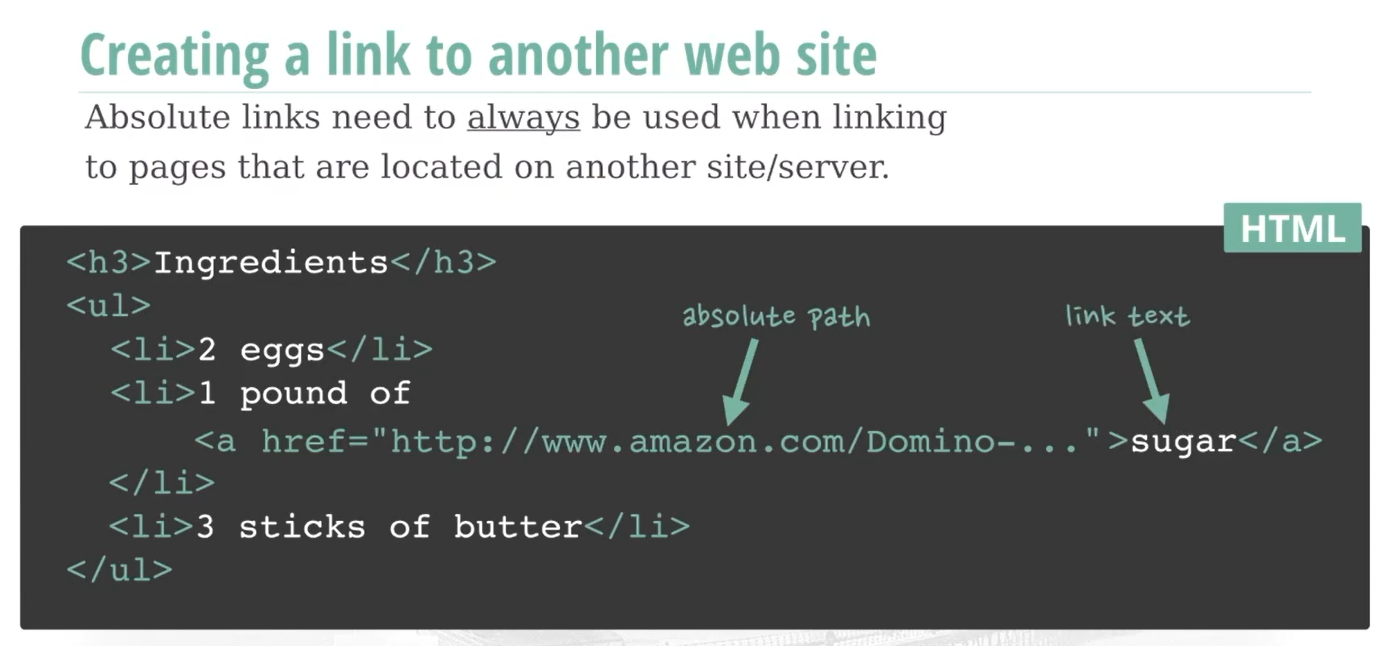 Creating a link to another web site
Absolute links need to always be used when linking
to pages that are located on another site/server.
HTML
<h3>Ingredients</h3>
<ul>
absolute path
link text
<li>2 eggs</li>
<li>1 pound of
<a href="http://www.amazon.com/Domino-...">sugar</a>
</li>
<li>3 sticks of butter</li>
</ul>